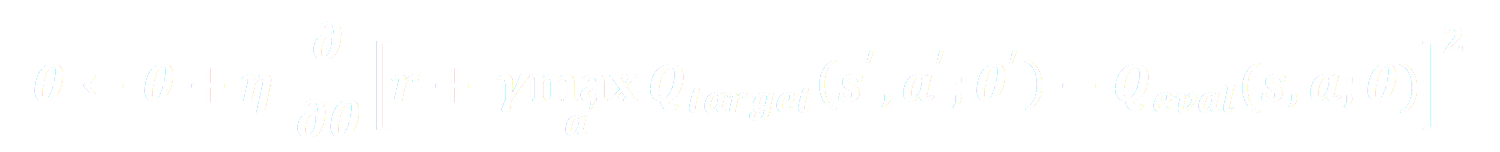 θ ← θ + η ∂/∂θ [r + γ max_a' Q_target(s', a'; θ') − Q_eval(s, a; θ)]²